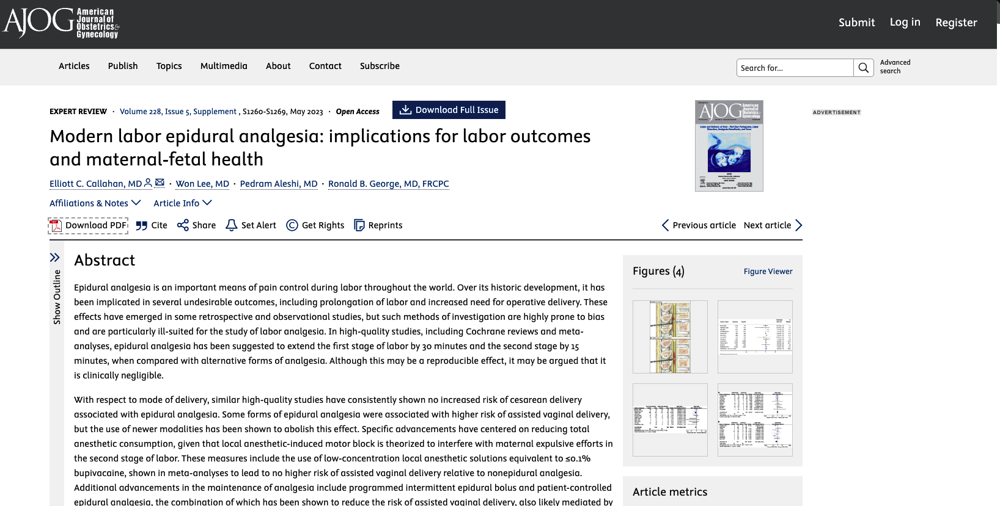 AJOG American
Journal of
Obstetrics&
Gynecology
Submit Log in Register
Articles Publish Topics Multimedia About Contact Subscribe
Search for...
Advanced
search
EXPERT REVIEW · Volume 228, Issue 5, Supplement , S1260-S1269, May 2023 · Open Access
Download Full Issue
ADVERTISEMENT
Modern labor epidural analgesia: implications for labor outcomes
and maternal-fetal health
Elliott C. Callahan, MD · Won Lee, MD · Pedram Aleshi, MD · Ronald B. George, MD, FRCPC
Affiliations & Notes Article Info
Download PDF Cite Share Set Alert Get Rights Reprints
Previous article Next article
Show Outline
Abstract
Epidural analgesia is an important means of pain control during labor throughout the world. Over its historic development, it has
been implicated in several undesirable outcomes, including prolongation of labor and increased need for operative delivery. These
effects have emerged in some retrospective and observational studies, but such methods of investigation are highly prone to bias
and are particularly ill-suited for the study of labor analgesia. In high-quality studies, including Cochrane reviews and meta-
analyses, epidural analgesia has been suggested to extend the first stage of labor by 30 minutes and the second stage by 15
minutes, when compared with alternative forms of analgesia. Although this may be a reproducible effect, it may be argued that it
is clinically negligible.
With respect to mode of delivery, similar high-quality studies have consistently shown no increased risk of cesarean delivery
associated with epidural analgesia. Some forms of epidural analgesia were associated with higher risk of assisted vaginal delivery,
but the use of newer modalities has been shown to abolish this effect. Specific advancements have centered on reducing total
anesthetic consumption, given that local anesthetic-induced motor block is theorized to interfere with maternal expulsive efforts in
the second stage of labor. These measures include the use of low-concentration local anesthetic solutions equivalent to ≤0.1%
bupivacaine, shown in meta-analyses to lead to no higher risk of assisted vaginal delivery relative to nonepidural analgesia.
Additional advancements in the maintenance of analgesia include programmed intermittent epidural bolus and patient-controlled
epidural analgesia, the combination of which has been shown to reduce the risk of assisted vaginal delivery, also likely mediated by
Figures (4) Figure Viewer
Article metrics